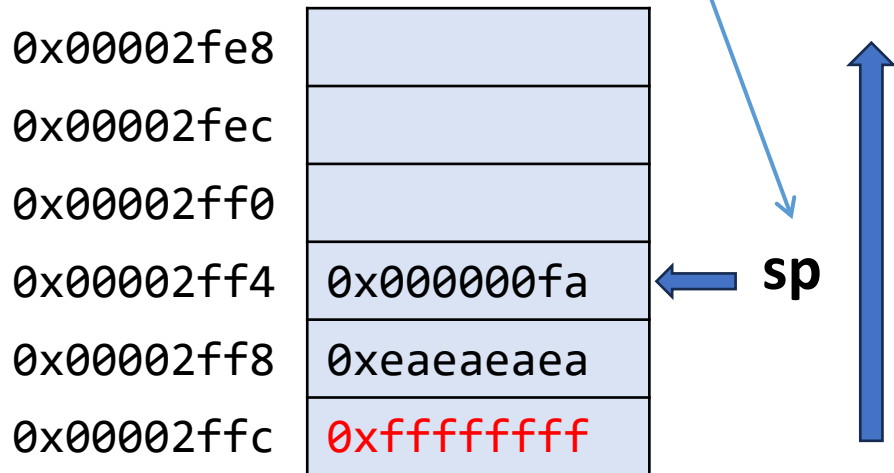 0x00002fe8
0x00002fec
0x00002ff0
0x00002ff4 0x000000fa sp
0x00002ff8 0xeaeaeaea
0x00002ffc 0xffffffff